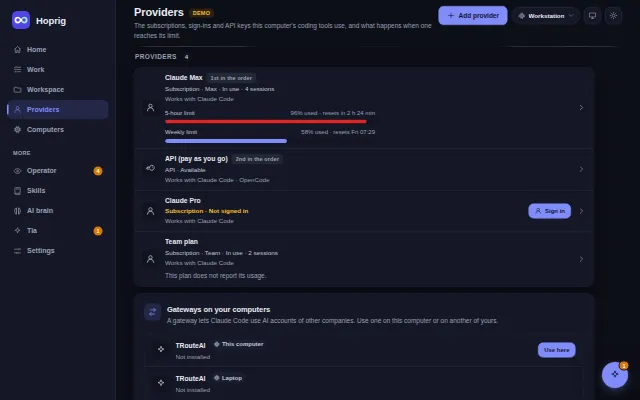 Hoprig
Home
Work
Workspace
Providers
Computers
MORE
Operator 4
Skills
AI brain
Tia 1
Settings
Providers DEMO
The subscriptions, sign-ins and API keys this computer's coding tools use, and what happens when one
reaches its limit.
Add provider
Workstation
PROVIDERS 4
Claude Max 1st in the order
Subscription · Max · In use · 4 sessions
Works with Claude Code
5-hour limit 96% used · resets in 2 h 24 min
Weekly limit 58% used · resets Fri 07:29
API (pay as you go) 2nd in the order
API · Available
Works with Claude Code · OpenCode
Claude Pro
Subscription · Not signed in
Works with Claude Code
Sign in
Team plan
Subscription · Team · In use · 2 sessions
Works with Claude Code
This plan does not report its usage.
Gateways on your computers
A gateway lets Claude Code use AI accounts of other companies. Use one on this computer or on another of yours.
TRouteAI This computer
Not installed
Use here
TRouteAI Laptop
Not installed
1